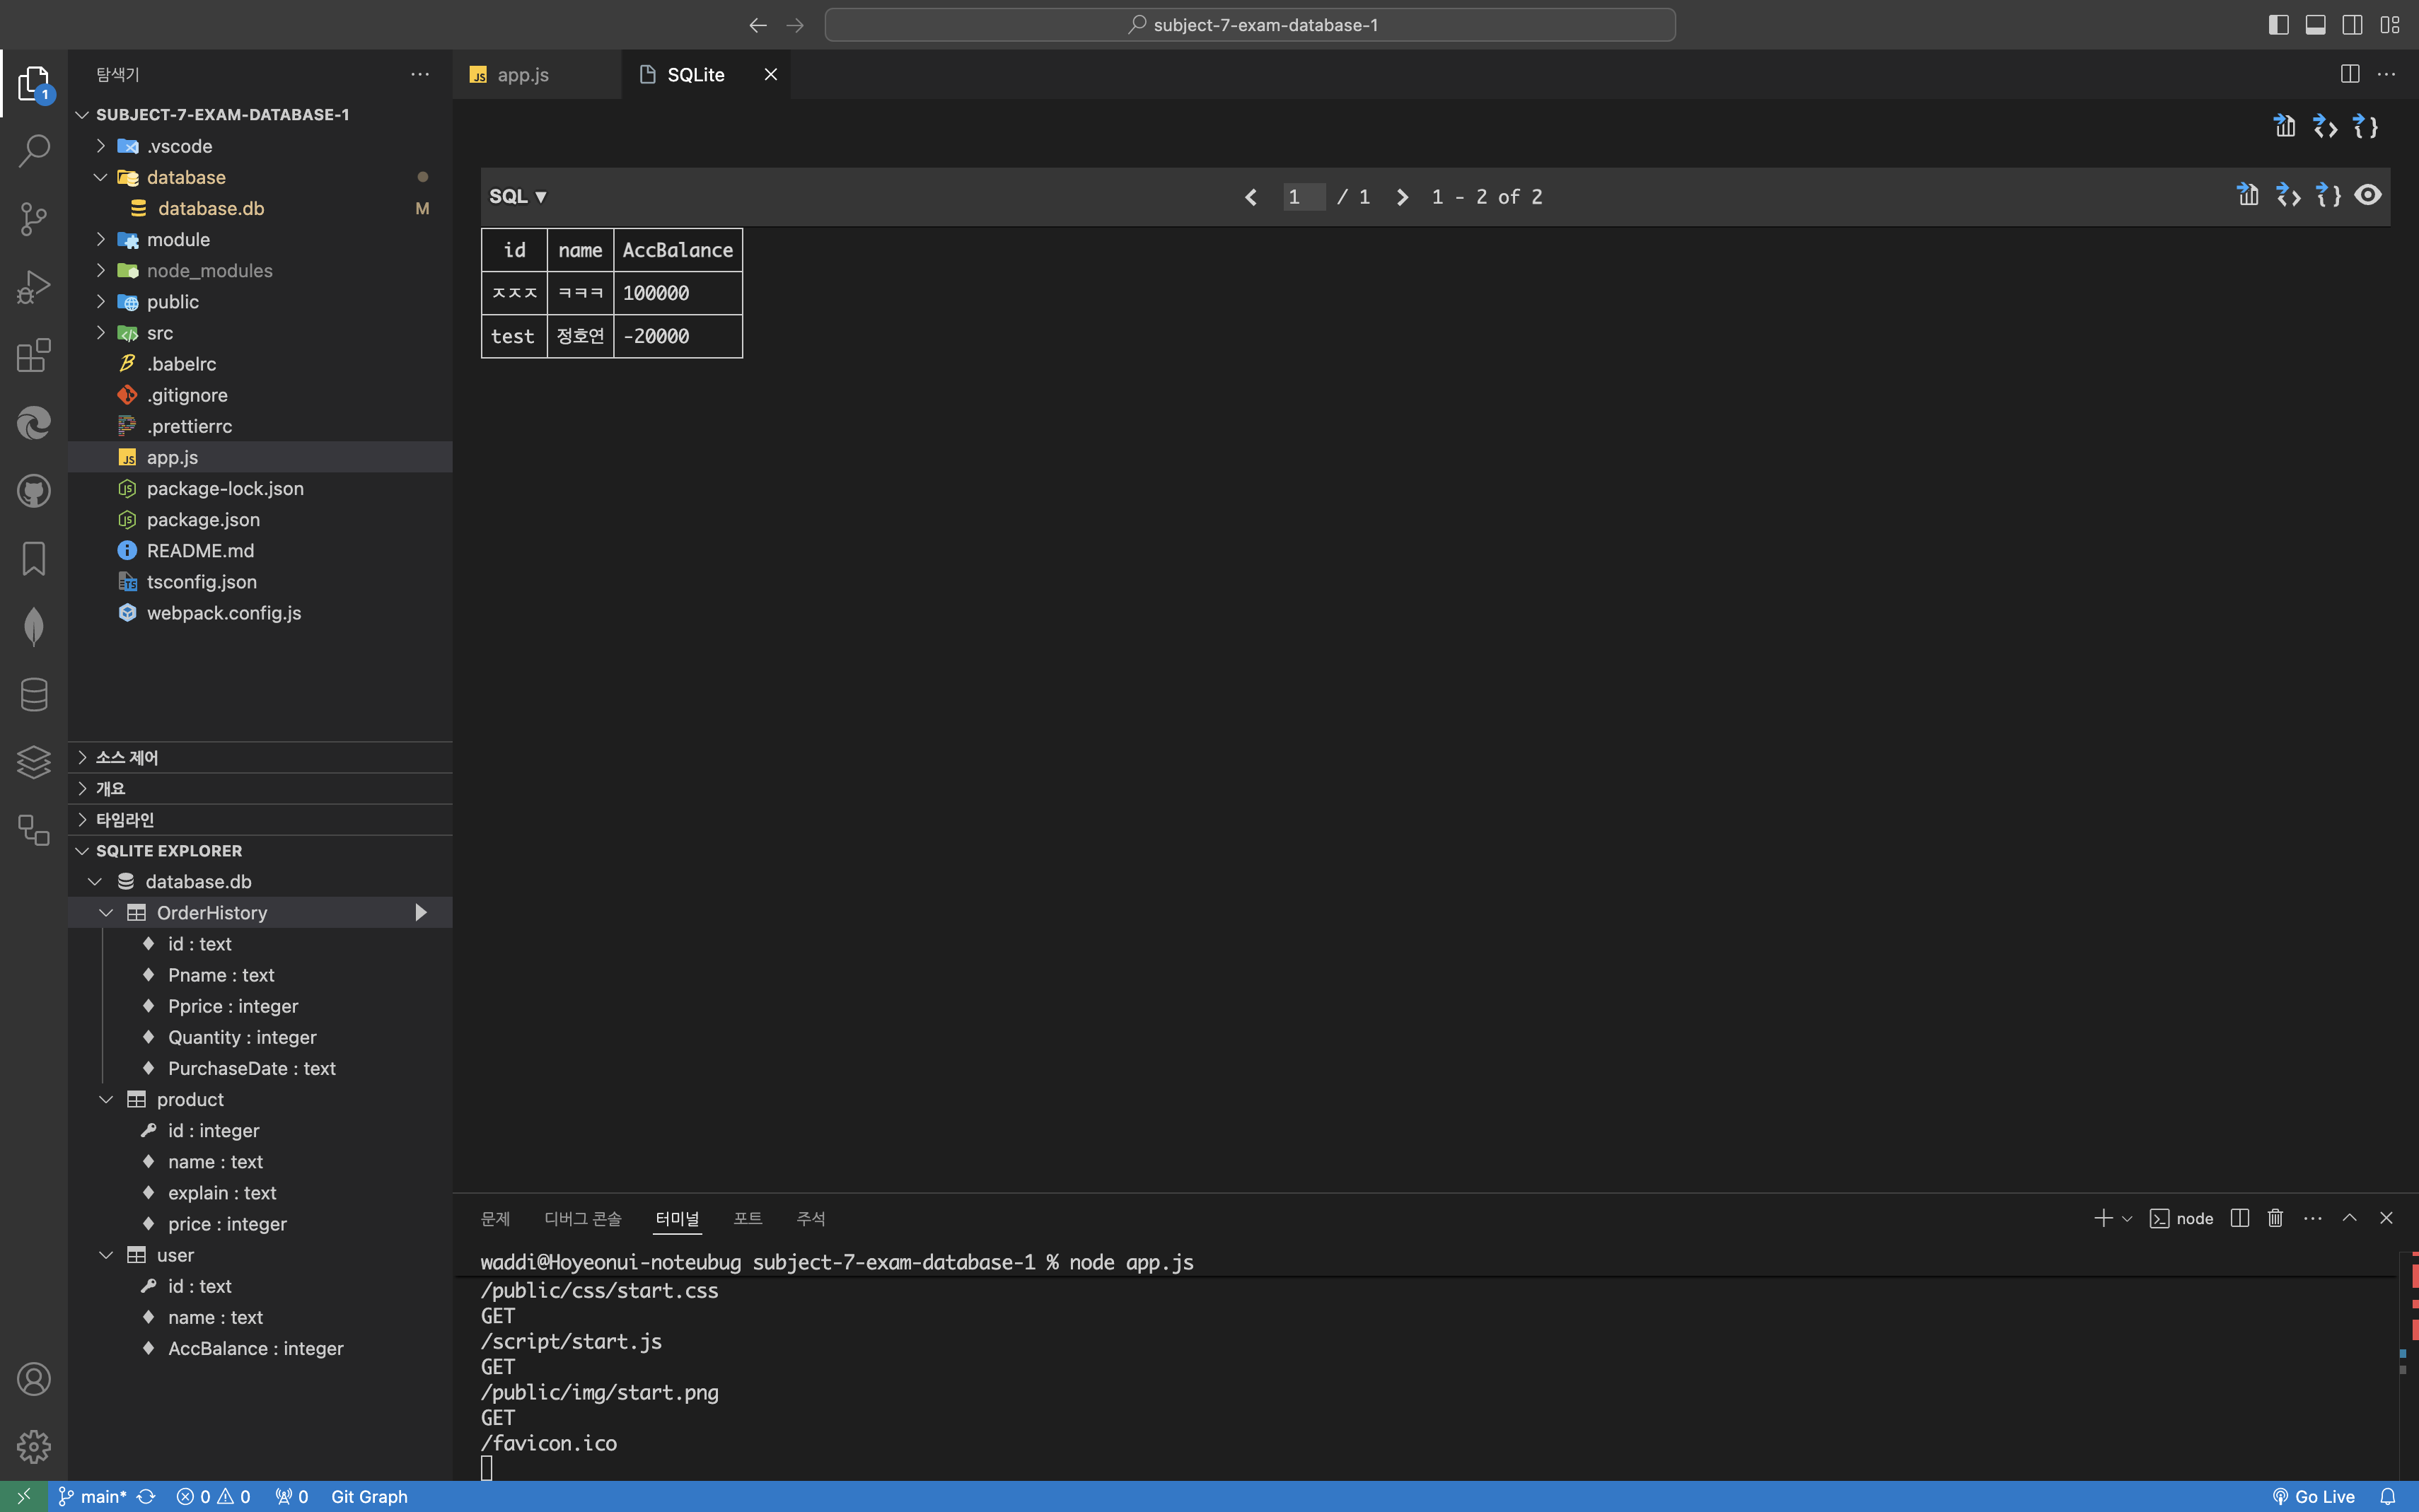 subject-7-exam-database-1
탐색기
SUBJECT-7-EXAM-DATABASE-1
.vscode
database
database.db M
module
node_modules
public
src
.babelrc
.gitignore
.prettierrc
app.js
package-lock.json
package.json
README.md
tsconfig.json
webpack.config.js
소스 제어
개요
타임라인
SQLITE EXPLORER
database.db
OrderHistory
id : text
Pname : text
Pprice : integer
Quantity : integer
PurchaseDate : text
product
id : integer
name : text
explain : text
price : integer
user
id : text
name : text
AccBalance : integer
app.js SQLite
SQL ▼ 1 / 1 1 - 2 of 2
id name AccBalance
ㅈㅈㅈ ㅋㅋㅋ 100000
test 정호연 -20000
문제 디버그 콘솔 터미널 포트 주석 node
waddi@Hoyeonui-noteubug subject-7-exam-database-1 % node app.js
/public/css/start.css
GET
/script/start.js
GET
/public/img/start.png
GET
/favicon.ico
main* 0 0 0 Git Graph Go Live
1